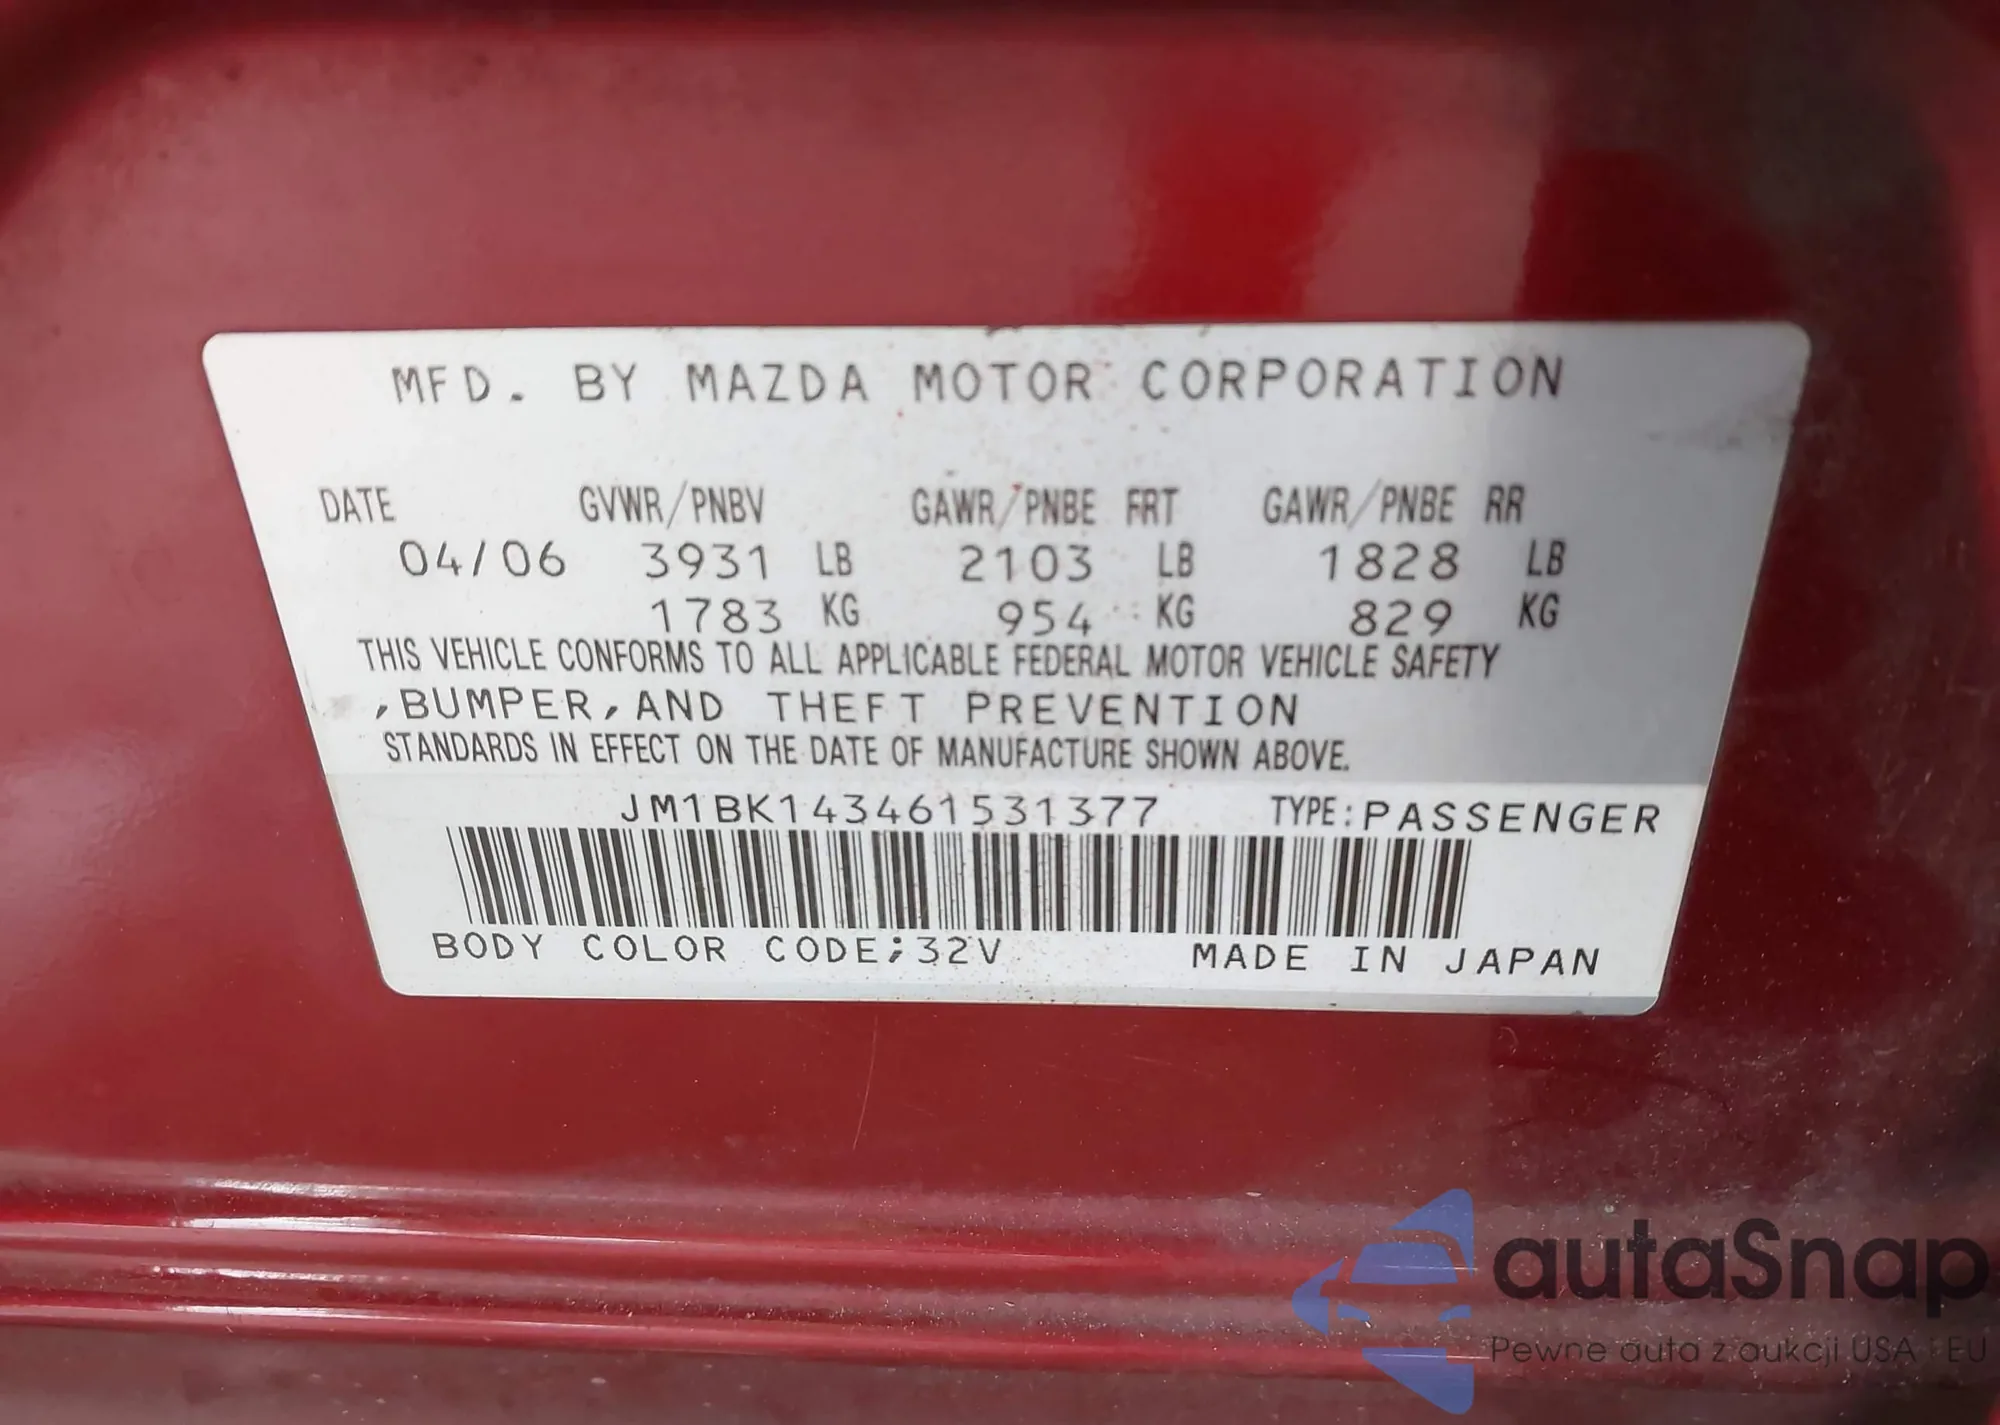 MFD. BY MAZDA MOTOR CORPORATION
DATE GVWR/PNBV GAWR/PNBE FRT GAWR/PNBE RR
04/06 3931 LB 2103 LB 1828 LB
1783 KG 954 KG 829 KG
THIS VEHICLE CONFORMS TO ALL APPLICABLE FEDERAL MOTOR VEHICLE SAFETY
,BUMPER,AND THEFT PREVENTION
STANDARDS IN EFFECT ON THE DATE OF MANUFACTURE SHOWN ABOVE.
JM1BK143461531377 TYPE:PASSENGER
BODY COLOR CODE;32V MADE IN JAPAN
autaSnap
Pewne auta z aukcji USA i EU